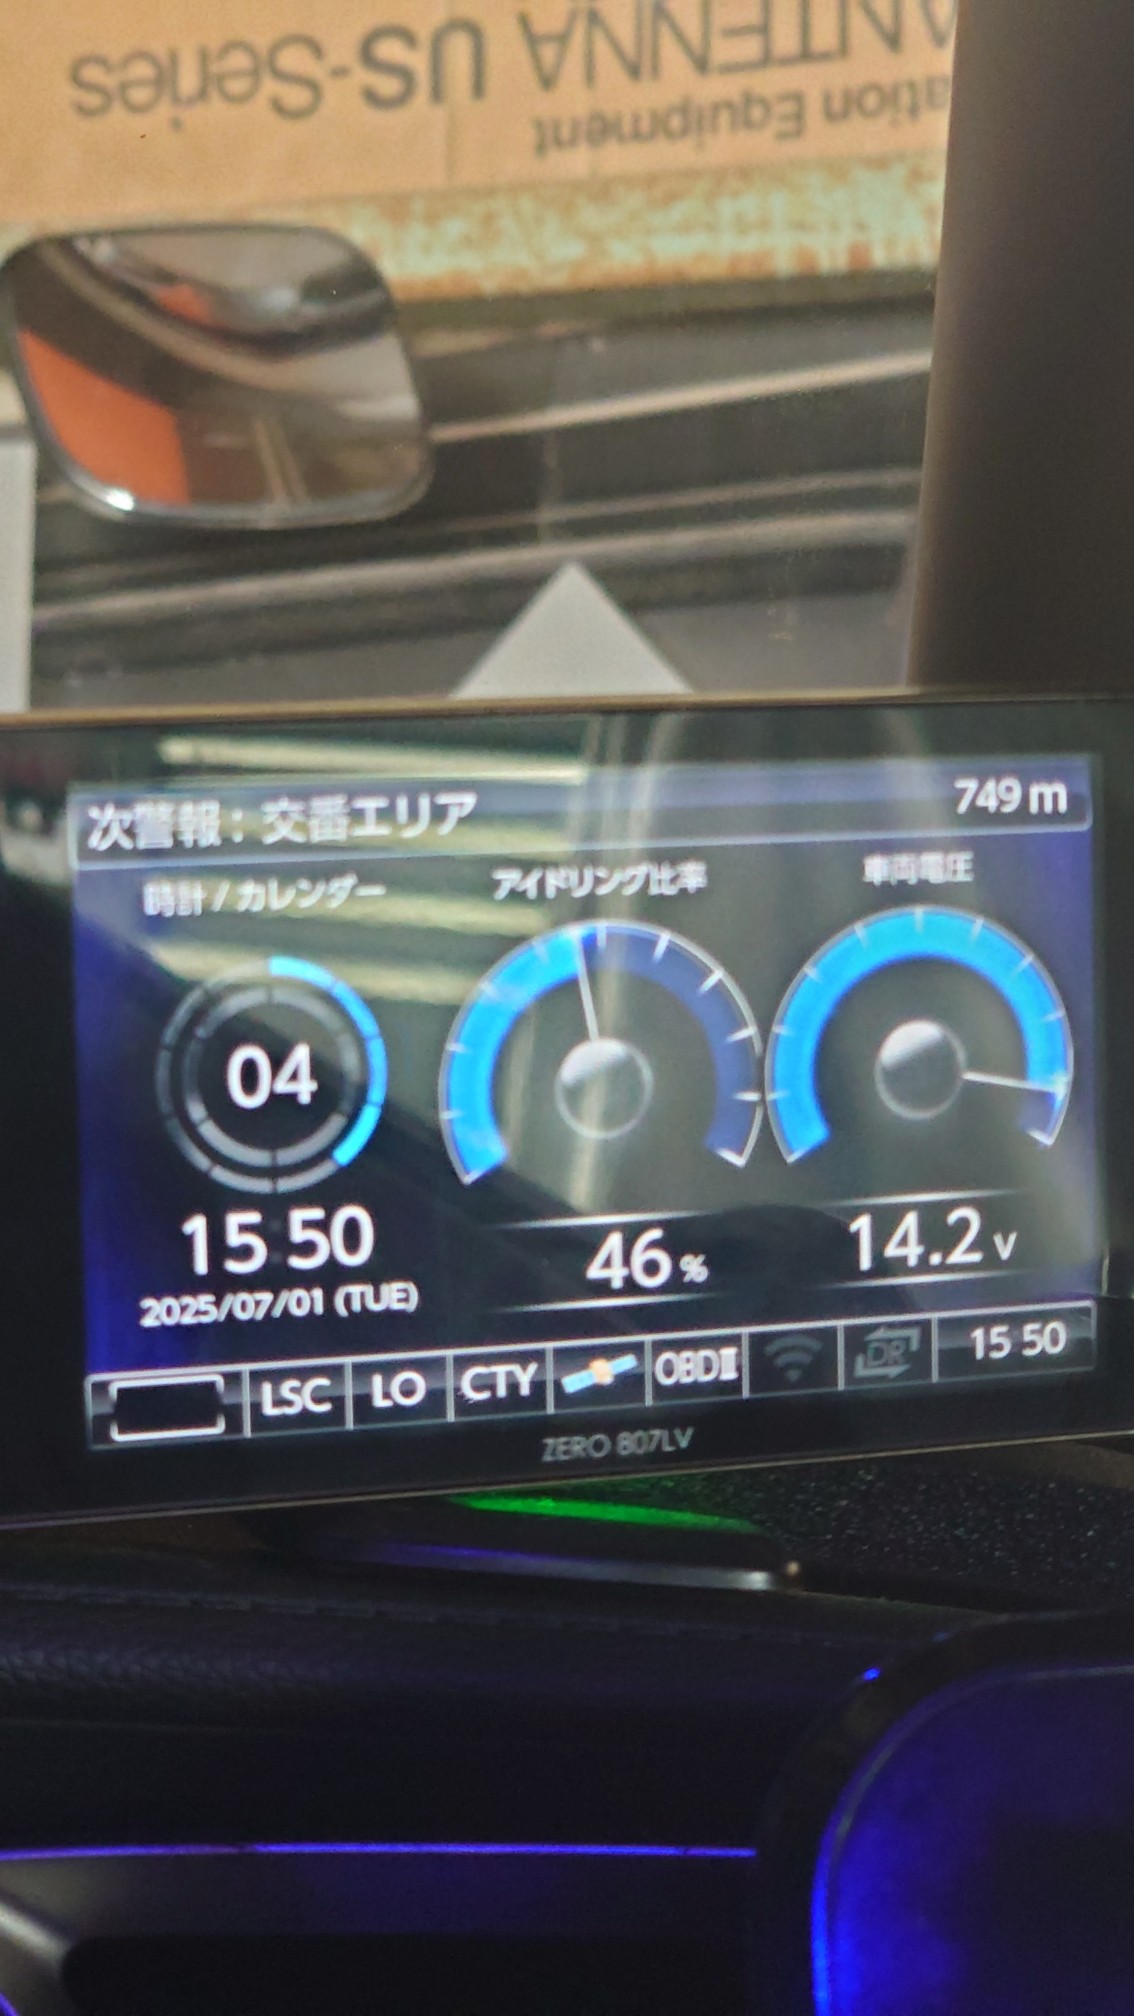 ANTENNA US-Series
ation Equipment
次警報：交番エリア 749m
時計/カレンダー アイドリング比率 車両電圧
04
15 50 46% 14.2V
2025/07/01 (TUE)
LSC LO CTY OBDⅡ DR 15 50
ZERO 807LV